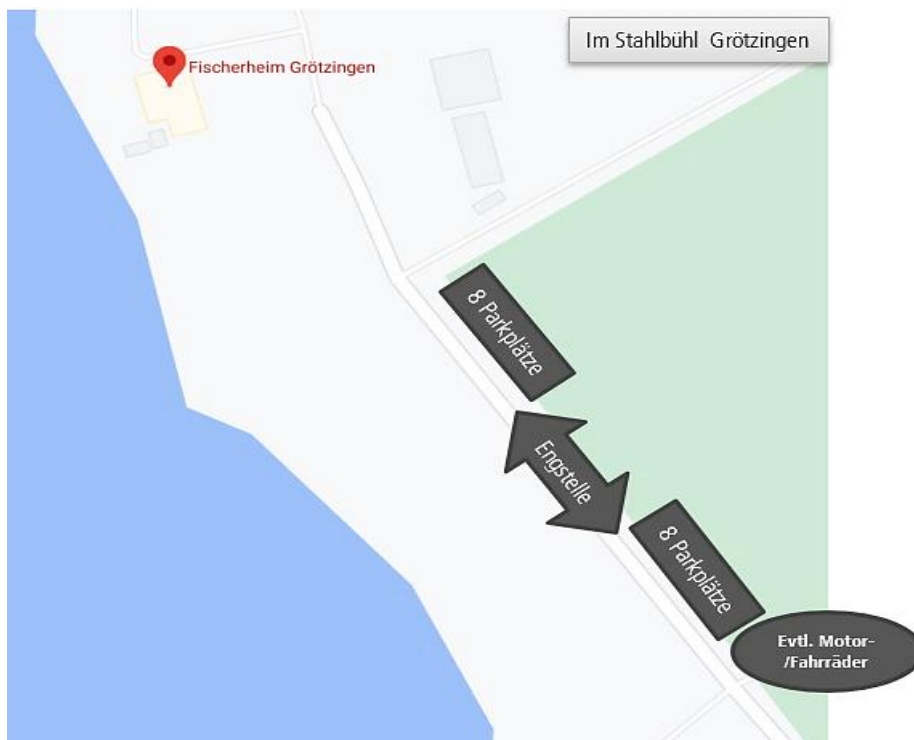 Im Stahlbühl Grötzingen
Fischerheim Grötzingen
8 Parkplätze
Engstelle
8 Parkplätze
Evtl. Motor-
/Fahrräder